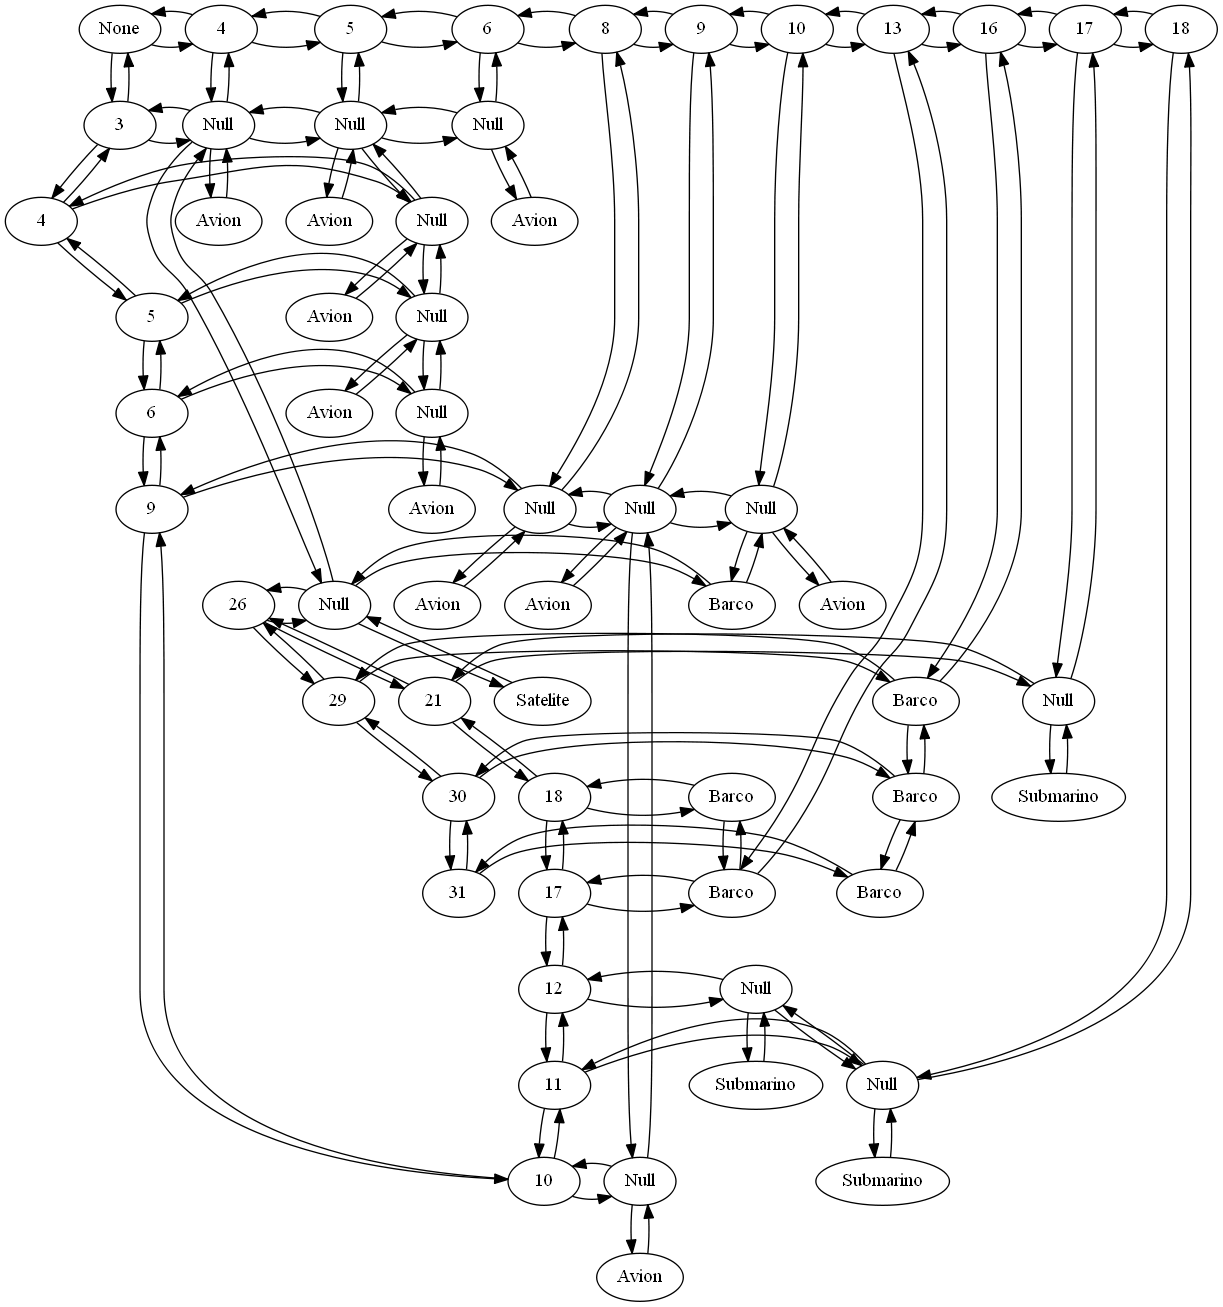 None 4 5 6 8 9 10 13 16 17 18
3 Null Null Null
4 Avion Avion Null Avion
5 Avion Null
6 Avion Null
9 Avion Null Null Null
26 Null Avion Avion Barco Avion
29 21 Satelite Barco Null
30 18 Barco Barco Submarino
31 17 Barco Barco
12 Null
11 Submarino Null
10 Null Submarino
Avion